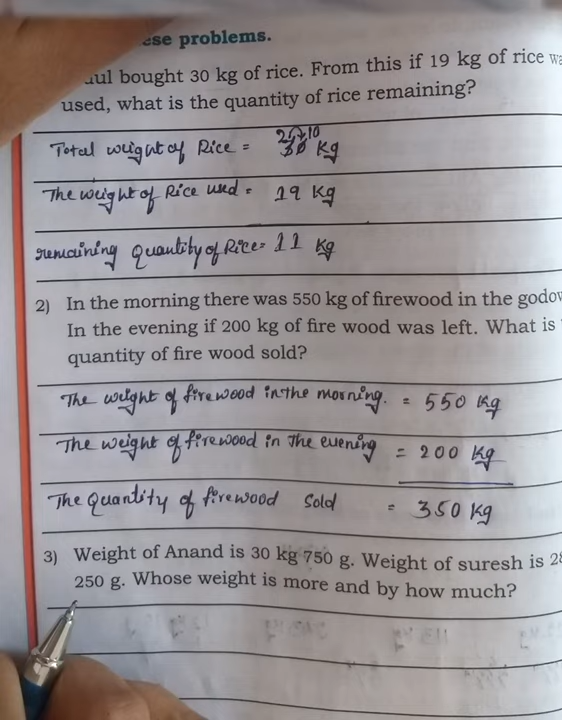 ese problems.
aul bought 30 kg of rice. From this if 19 kg of rice wa
used, what is the quantity of rice remaining?
Total weight of Rice = 30 Kg
The weight of Rice used = 19 Kg
remaining Quantity of Rice = 11 Kg
2) In the morning there was 550 kg of firewood in the godow
In the evening if 200 kg of fire wood was left. What is
quantity of fire wood sold?
The weight of firewood in the morning. = 550 Kg
The weight of firewood in The evening = 200 Kg
The Quantity of firewood Sold = 350 Kg
3) Weight of Anand is 30 kg 750 g. Weight of suresh is 28
250 g. Whose weight is more and by how much?